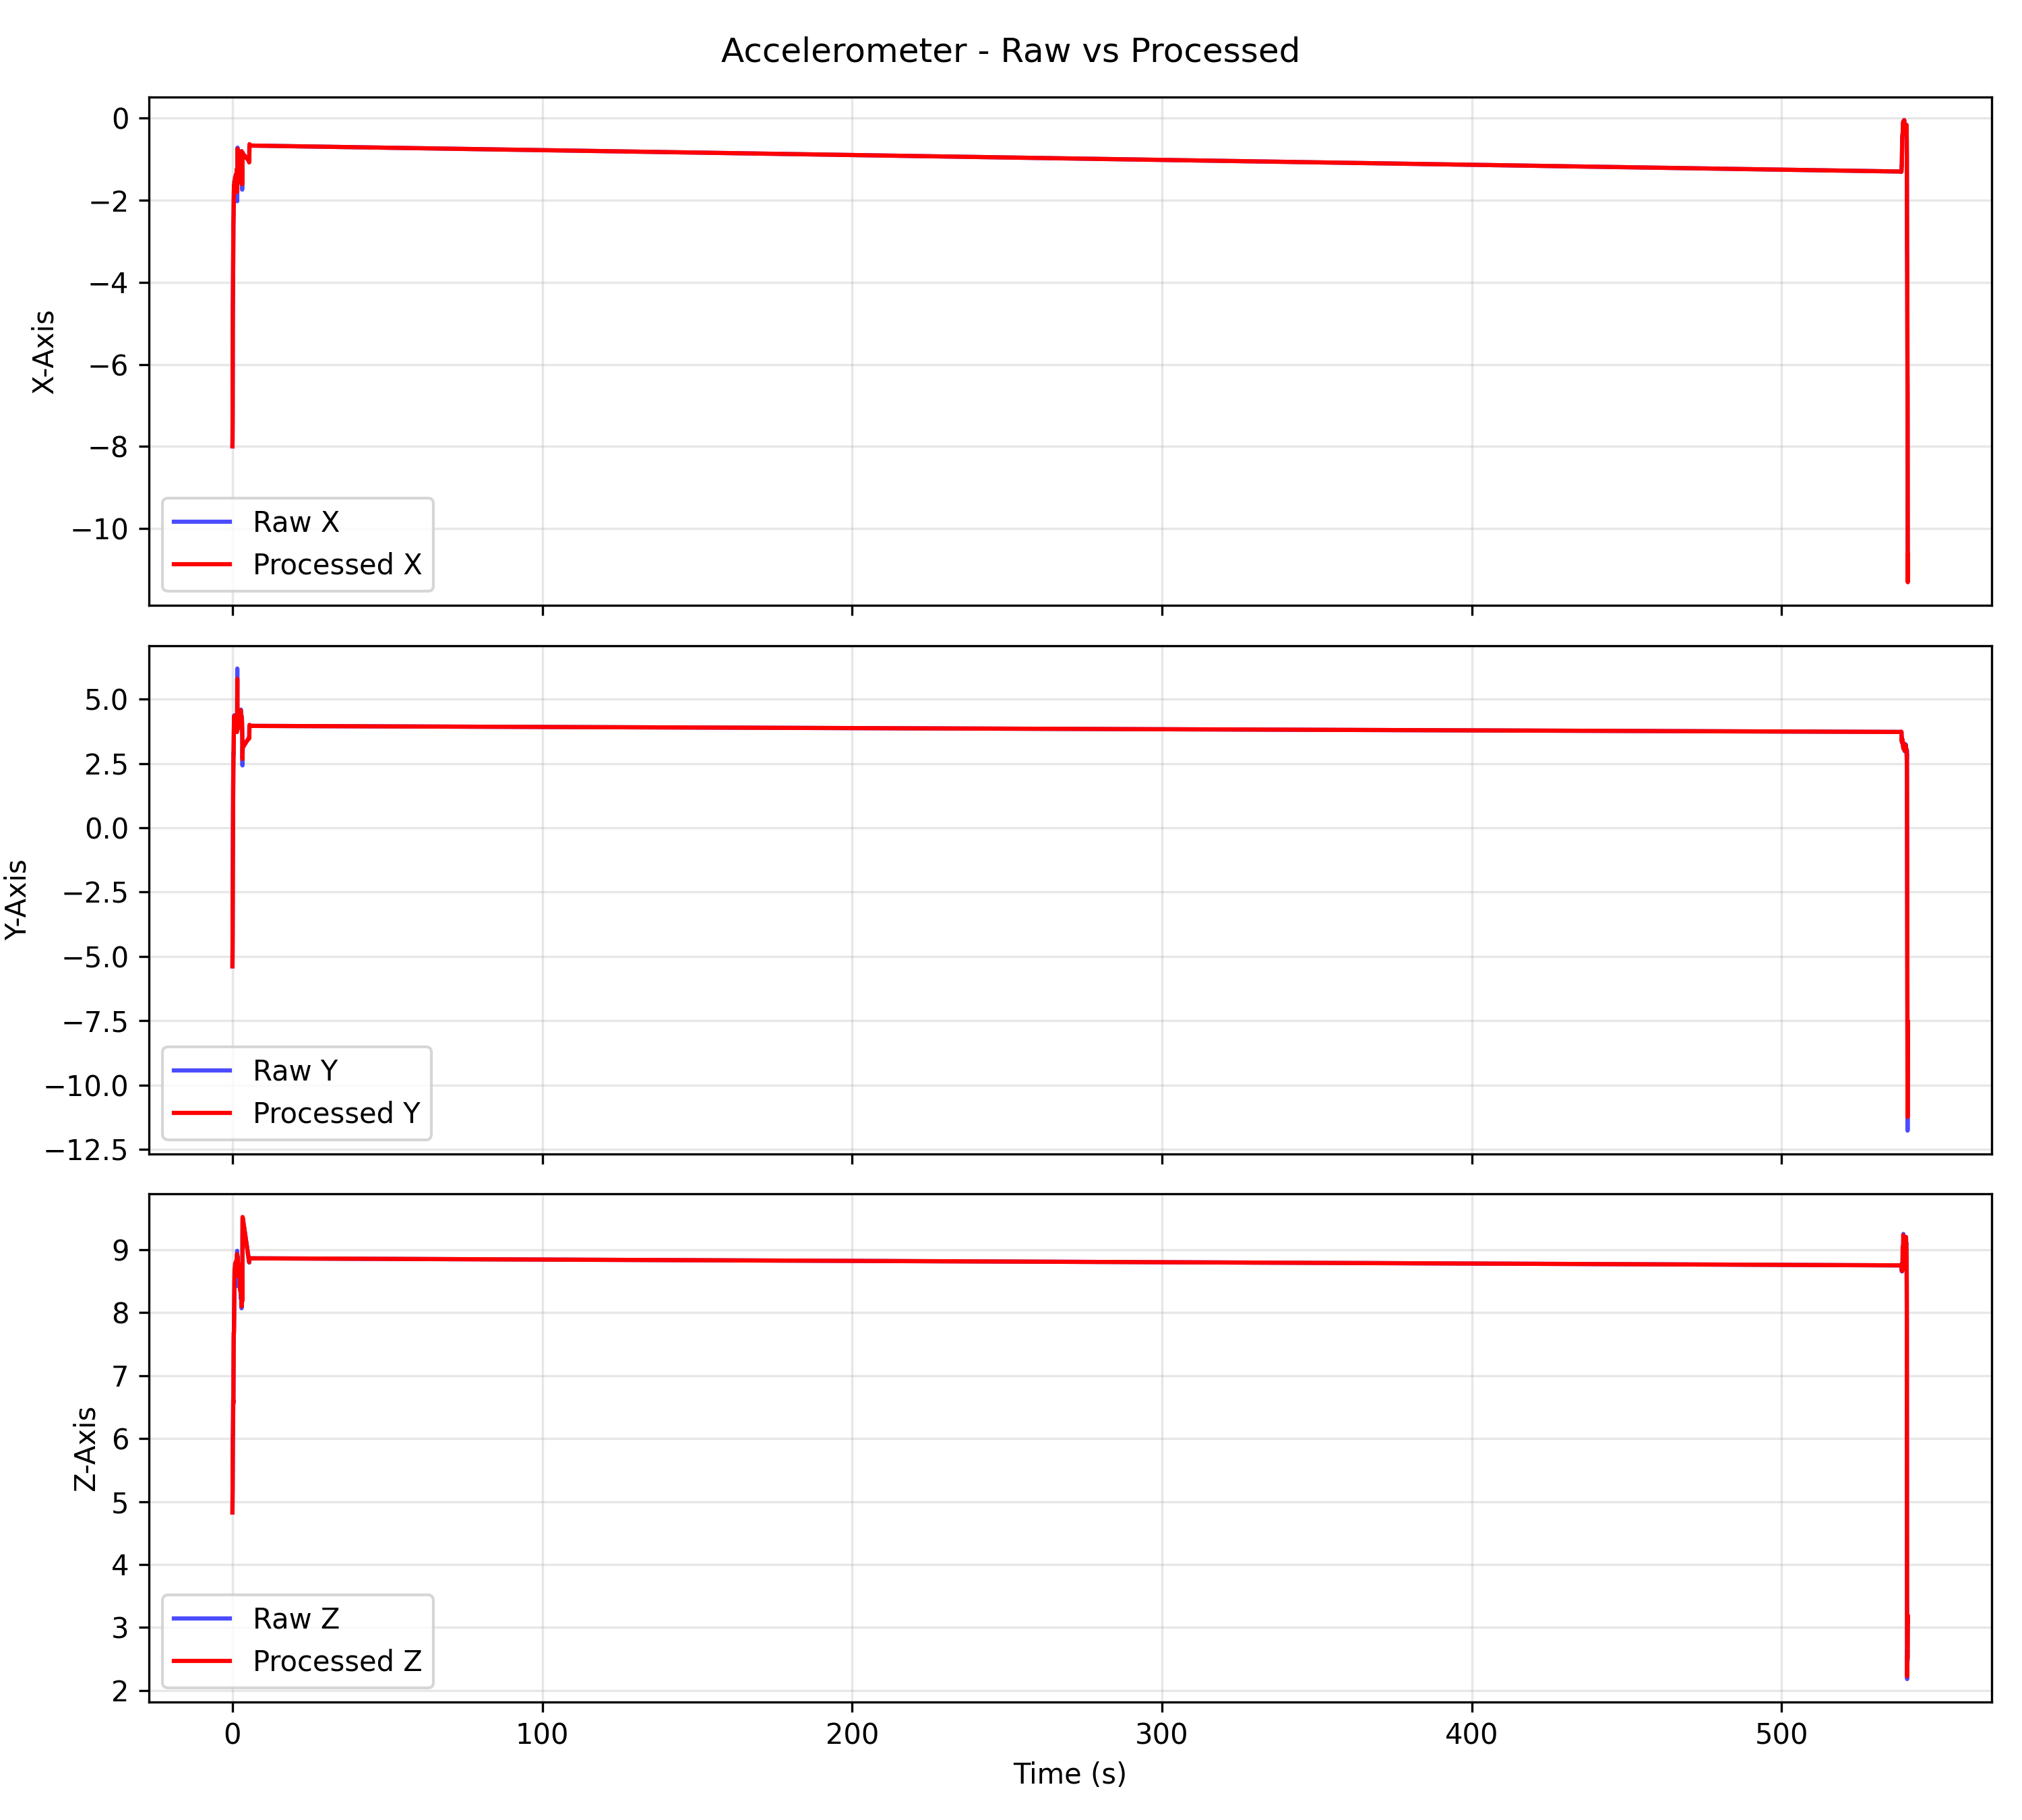 Accelerometer - Raw vs Processed
0
−2
−4
−6
−8
−10
X-Axis
Raw X
Processed X
5.0
2.5
0.0
−2.5
−5.0
−7.5
−10.0
−12.5
Y-Axis
Raw Y
Processed Y
9
8
7
6
5
4
3
2
Z-Axis
Raw Z
Processed Z
0 100 200 300 400 500
Time (s)